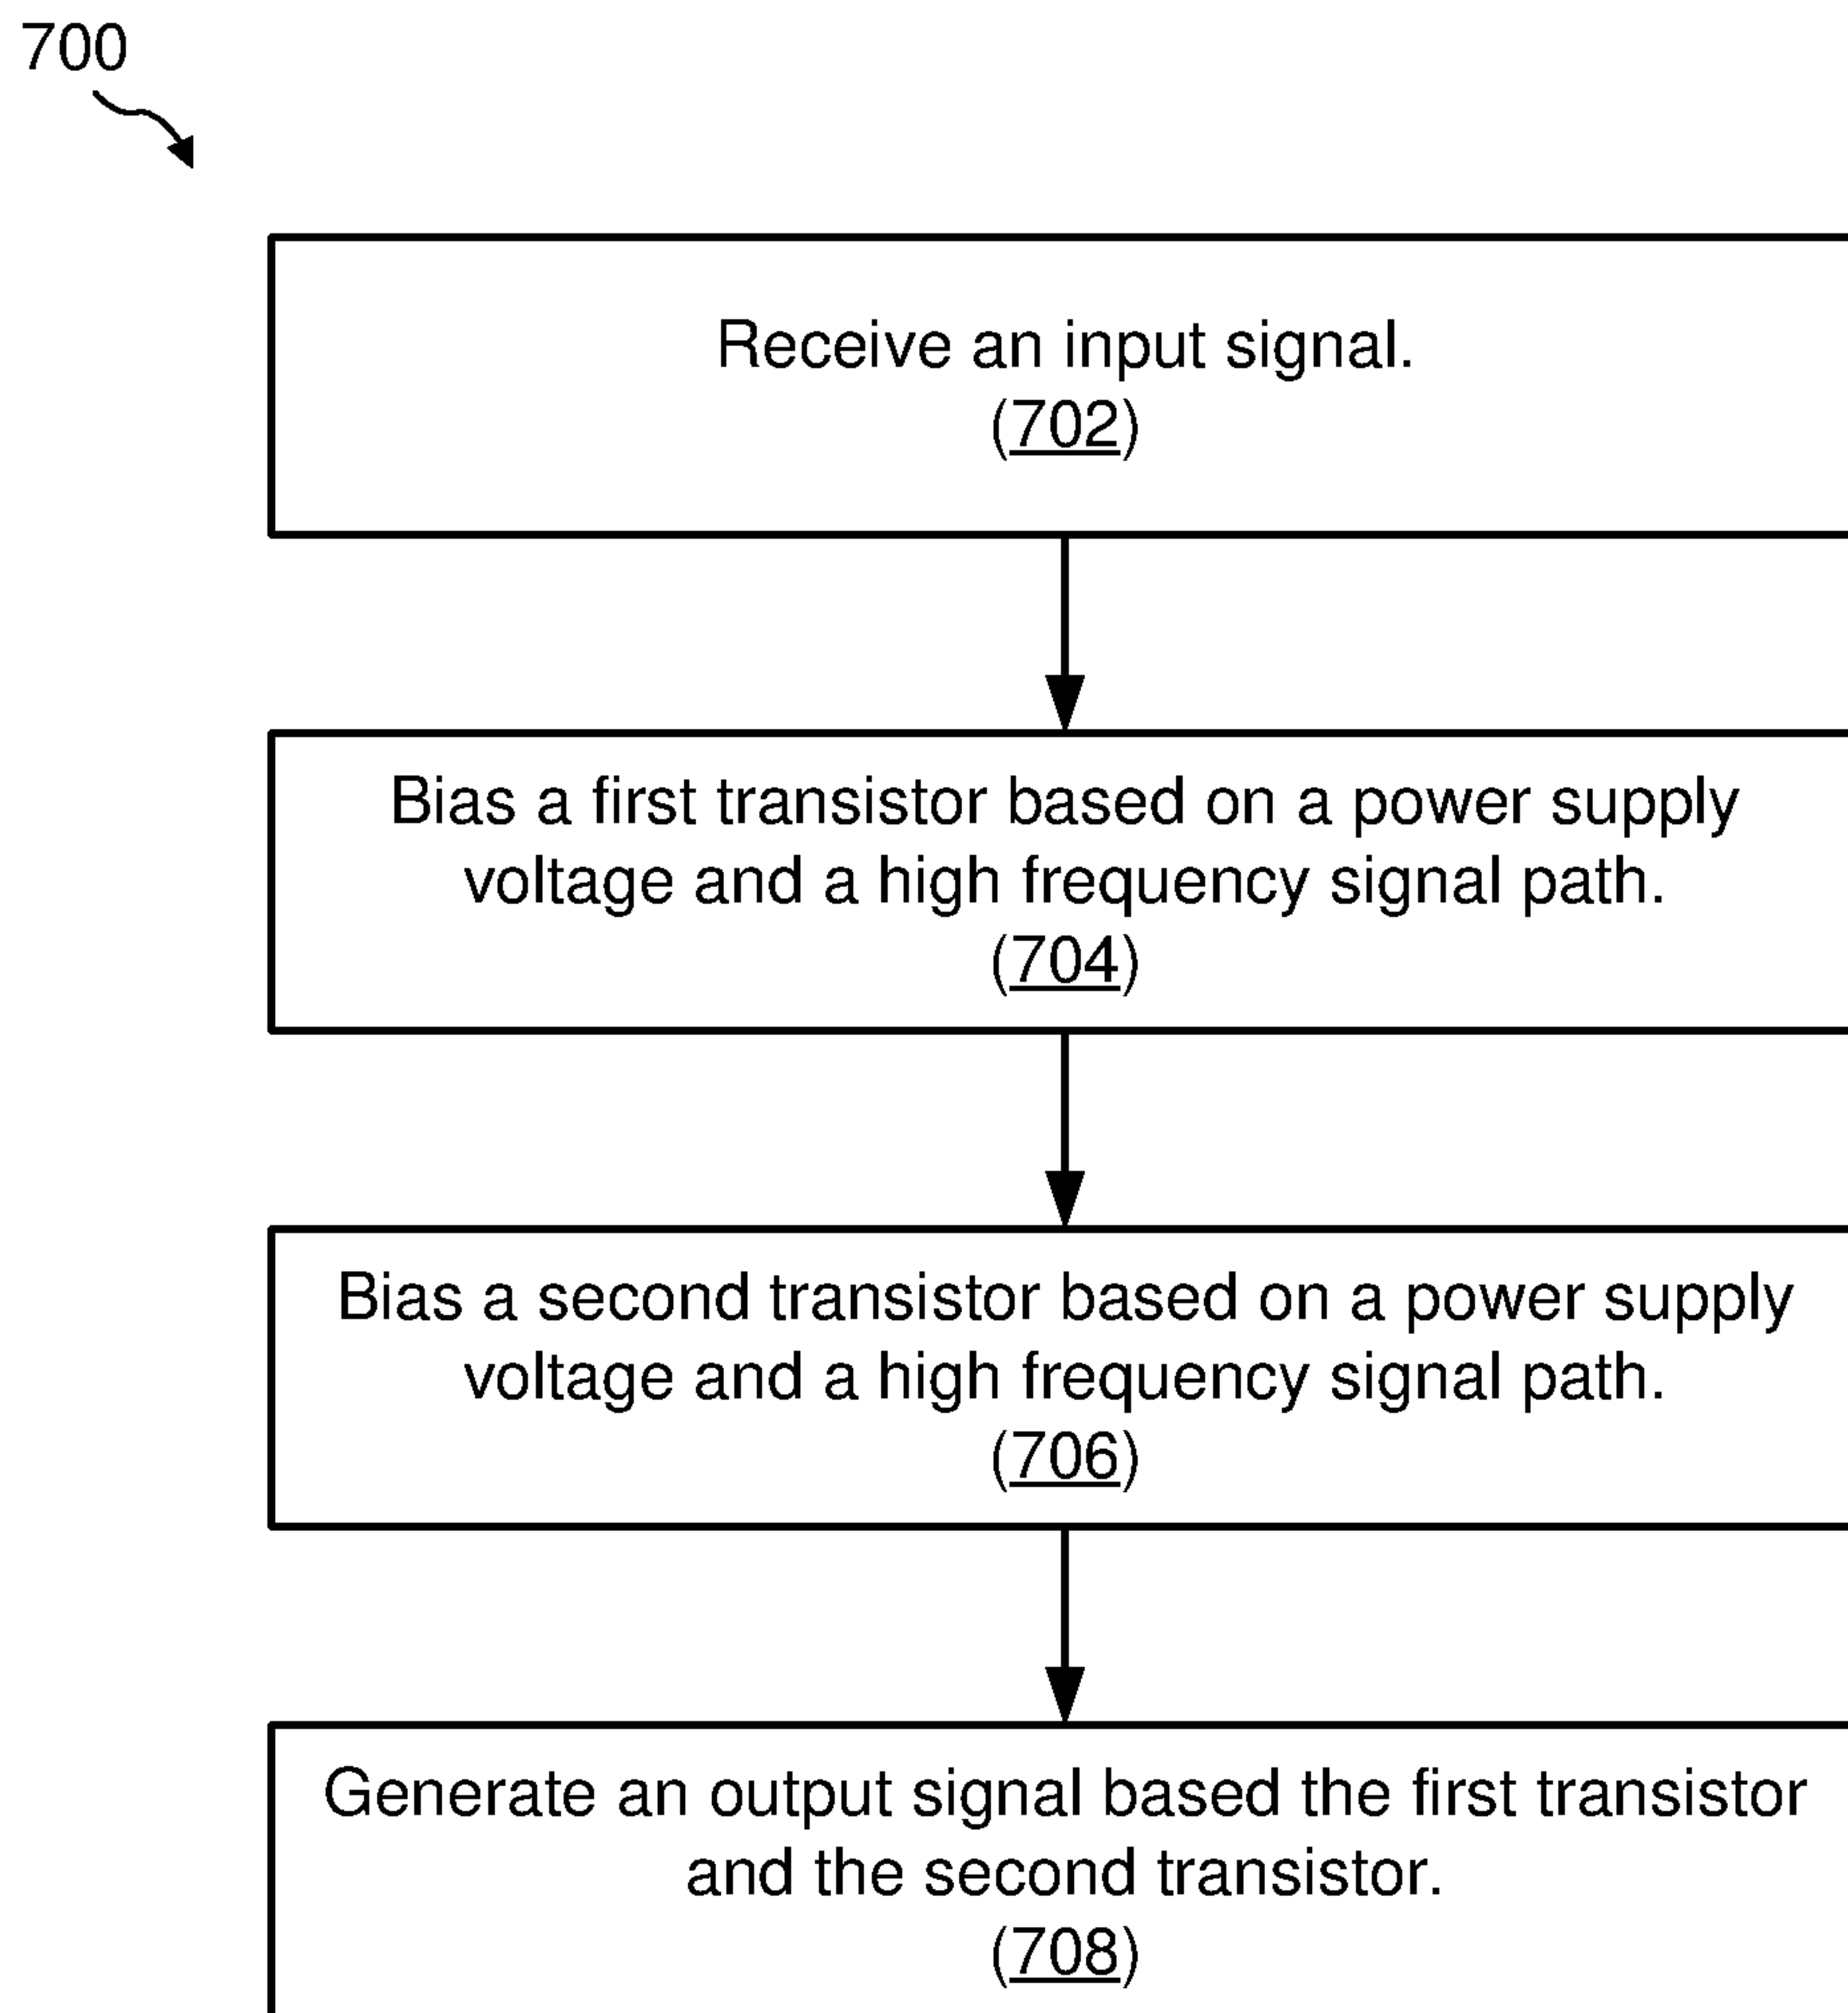 700
Receive an input signal.
(702)
Bias a first transistor based on a power supply
voltage and a high frequency signal path.
(704)
Bias a second transistor based on a power supply
voltage and a high frequency signal path.
(706)
Generate an output signal based the first transistor
and the second transistor.
(708)